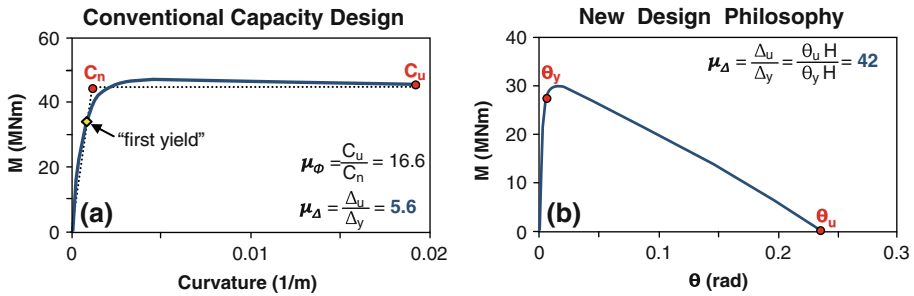 Conventional Capacity Design
60
40
20
0
M (MNm)
Cn
Cu
"first yield"
μΦ = Cu/Cn = 16.6
μΔ = Δu/Δy = 5.6
(a)
0
0.01
0.02
Curvature (1/m)
New Design Philosophy
40
30
20
10
0
M (MNm)
μΔ = Δu/Δy = θu H/θy H = 42
θy
θu
(b)
0
0.1
0.2
0.3
θ (rad)